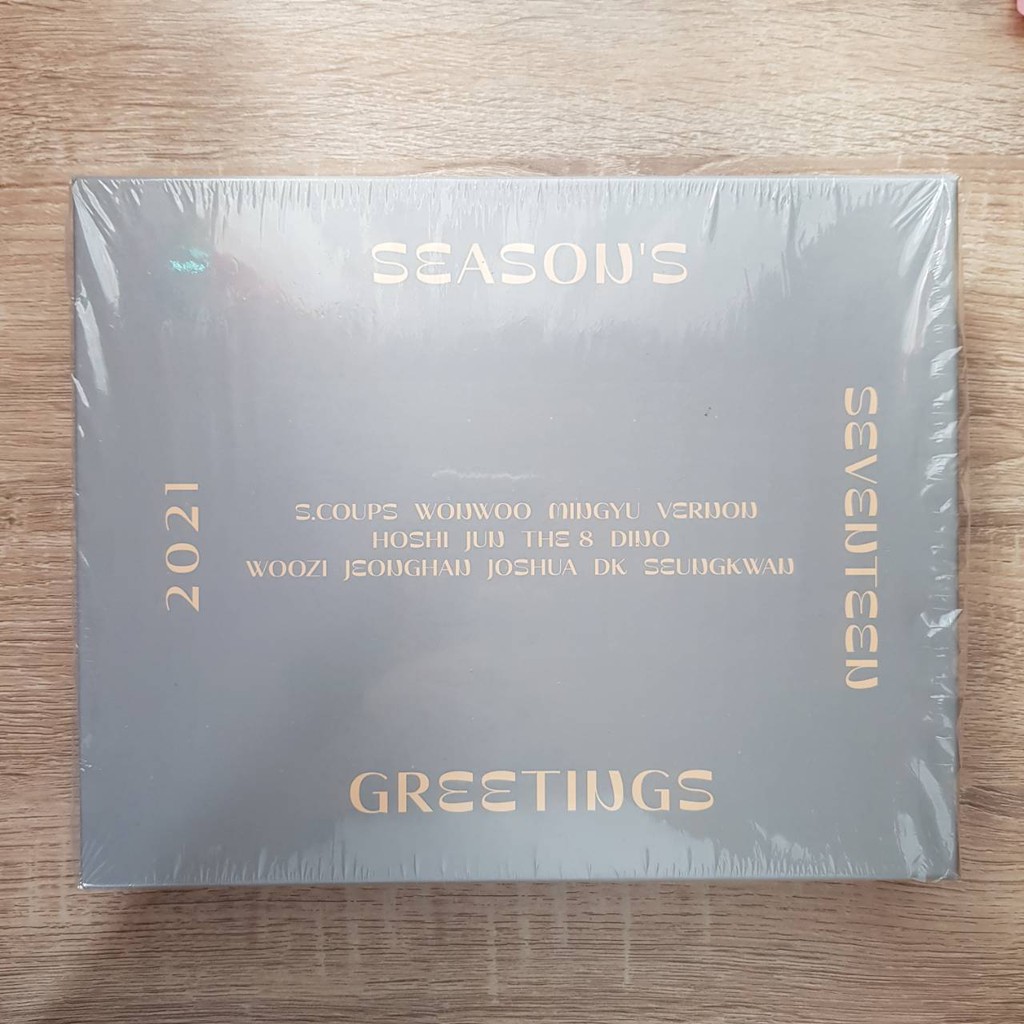 SEASON'S
SEVENTEEN
2021
S.COUPS WONWOO MINGYU VERNON
HOSHI JUN THE 8 DINO
WOOZI JEONGHAN JOSHUA DK SEUNGKWAN
GREETINGS